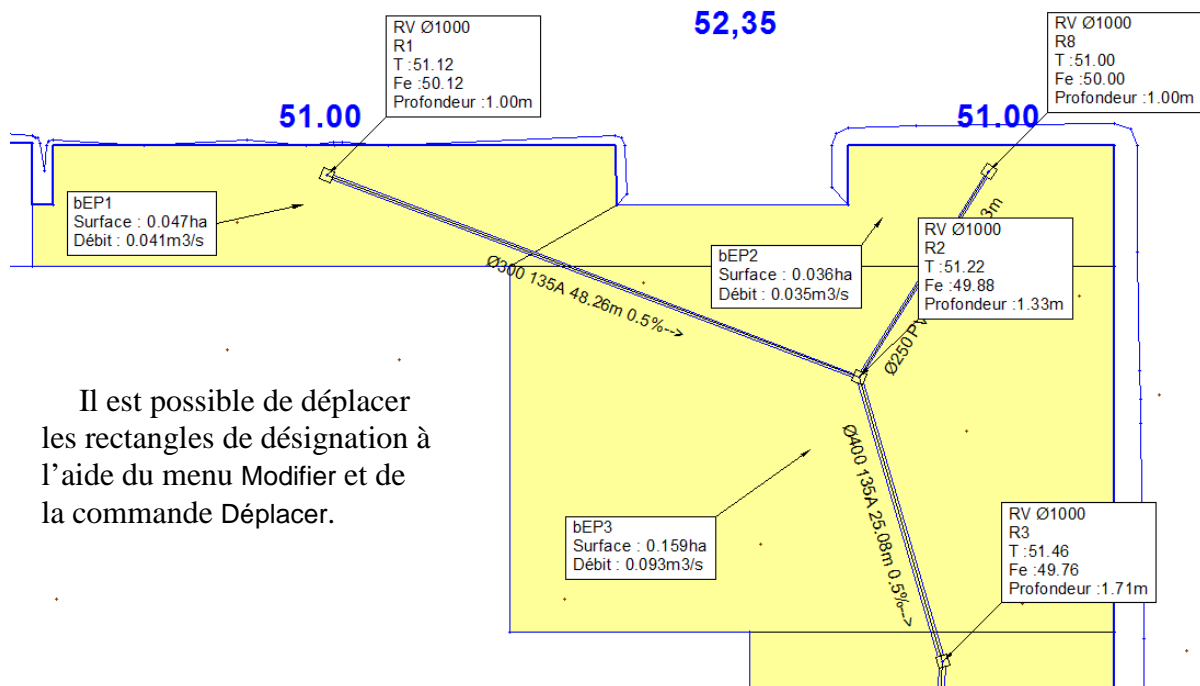 52,35
RV Ø1000
R1
T :51.12
Fe :50.12
Profondeur :1.00m
RV Ø1000
R8
T :51.00
Fe :50.00
Profondeur :1.00m
51.00
51.00
bEP1
Surface : 0.047ha
Débit : 0.041m3/s
bEP2
Surface : 0.036ha
Débit : 0.035m3/s
RV Ø1000
R2
T :51.22
Fe :49.88
Profondeur :1.33m
Ø300 135A 48.26m 0.5%-->
Ø250 3m
Il est possible de déplacer
les rectangles de désignation à
l’aide du menu Modifier et de
la commande Déplacer.
Ø400 135A 25.08m 0.5%-->
bEP3
Surface : 0.159ha
Débit : 0.093m3/s
RV Ø1000
R3
T :51.46
Fe :49.76
Profondeur :1.71m